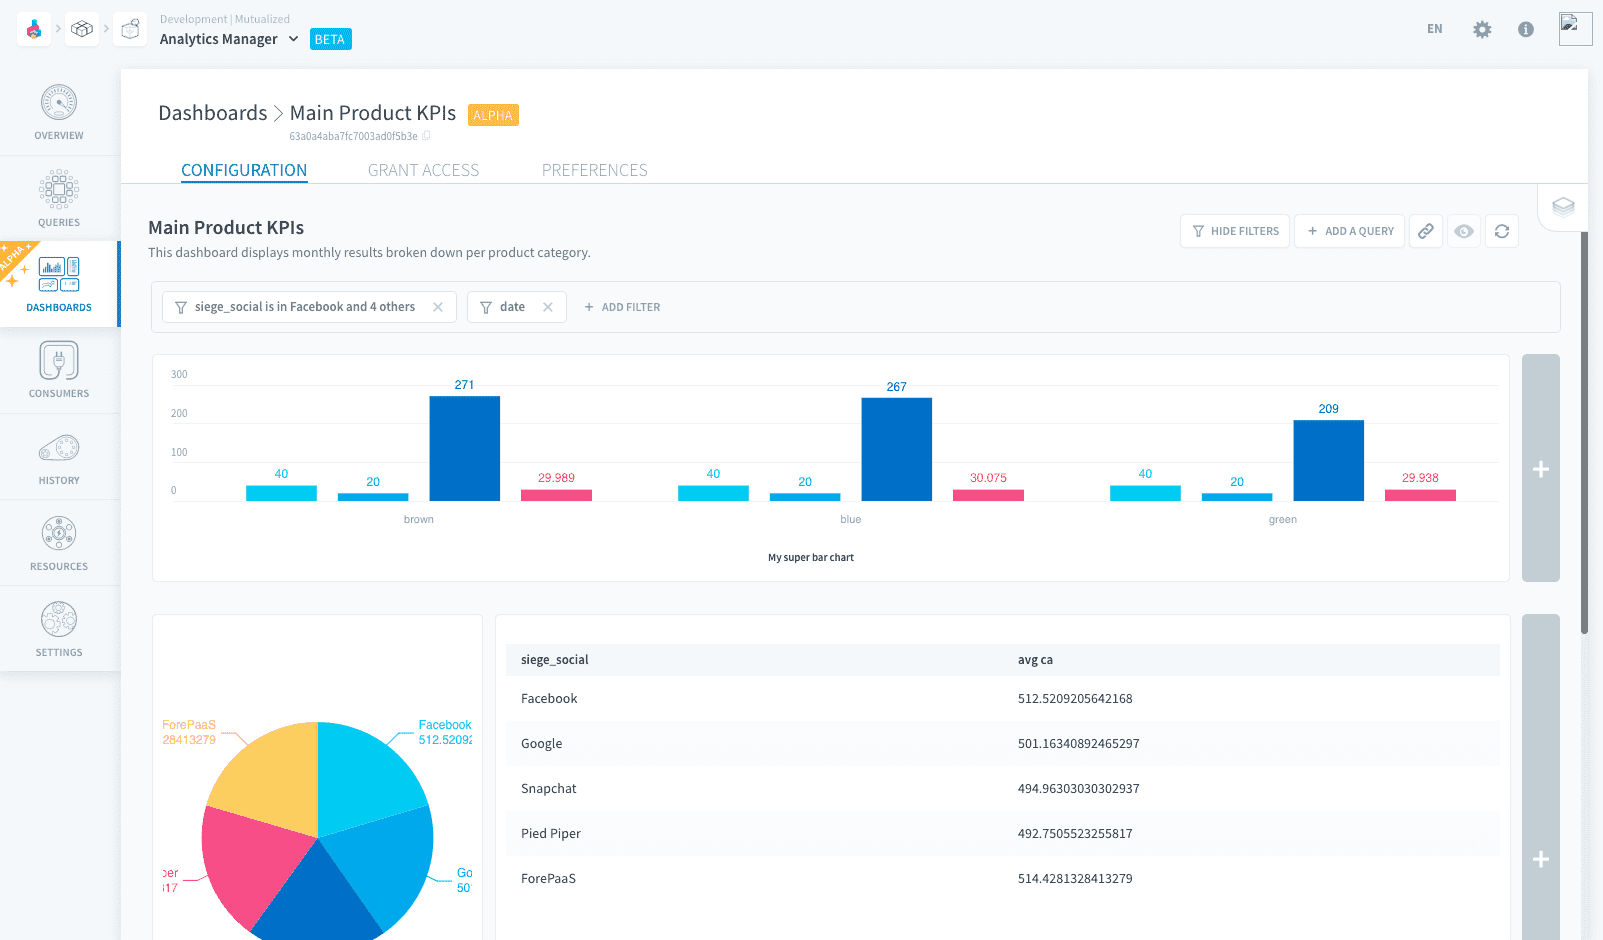 Development | Mutualized
Analytics Manager
BETA
EN
OVERVIEW
QUERIES
ALPHA
DASHBOARDS
CONSUMERS
HISTORY
RESOURCES
SETTINGS
Dashboards
Main Product KPIs
ALPHA
63a0a4aba7fc7003ad0f5b3e
CONFIGURATION
GRANT ACCESS
PREFERENCES
Main Product KPIs
This dashboard displays monthly results broken down per product category.
HIDE FILTERS
+ ADD A QUERY
siege_social is in Facebook and 4 others
date
+ ADD FILTER
300
200
100
0
40
20
271
29.989
40
20
267
30.075
40
20
209
29.938
brown
blue
green
My super bar chart
ForePaaS
28413279
Facebook
512.5209
Go
50
per
317
siege_social avg ca
Facebook 512.5209205642168
Google 501.16340892465297
Snapchat 494.96303030302937
Pied Piper 492.7505523255817
ForePaaS 514.4281328413279